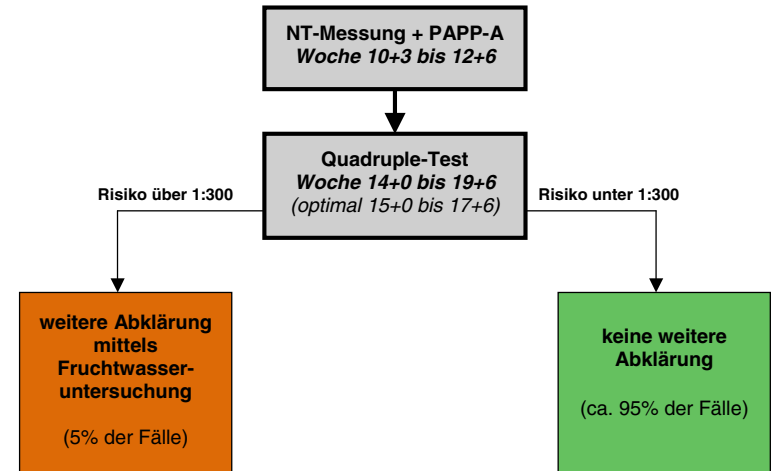 NT-Messung + PAPP-A
Woche 10+3 bis 12+6
Quadruple-Test
Woche 14+0 bis 19+6
(optimal 15+0 bis 17+6)
Risiko über 1:300
Risiko unter 1:300
weitere Abklärung
mittels
Fruchtwasser-
untersuchung
(5% der Fälle)
keine weitere
Abklärung
(ca. 95% der Fälle)